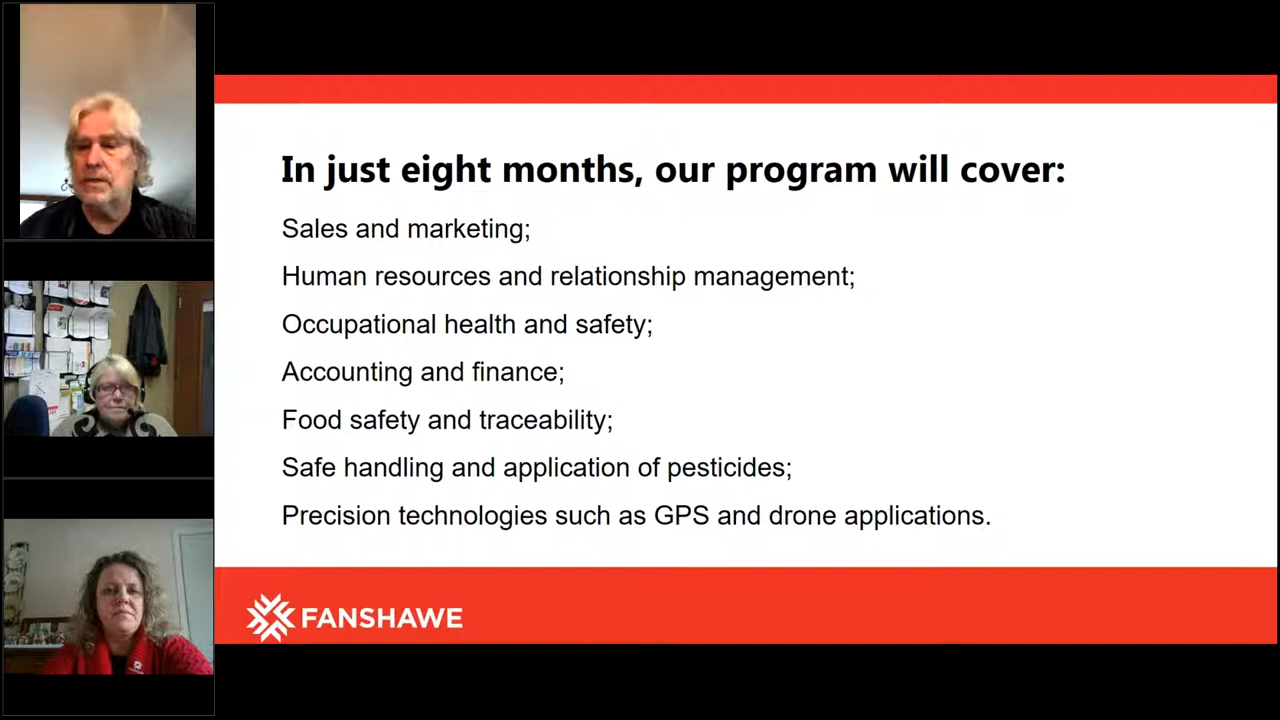 In just eight months, our program will cover:
Sales and marketing;
Human resources and relationship management;
Occupational health and safety;
Accounting and finance;
Food safety and traceability;
Safe handling and application of pesticides;
Precision technologies such as GPS and drone applications.
FANSHAWE